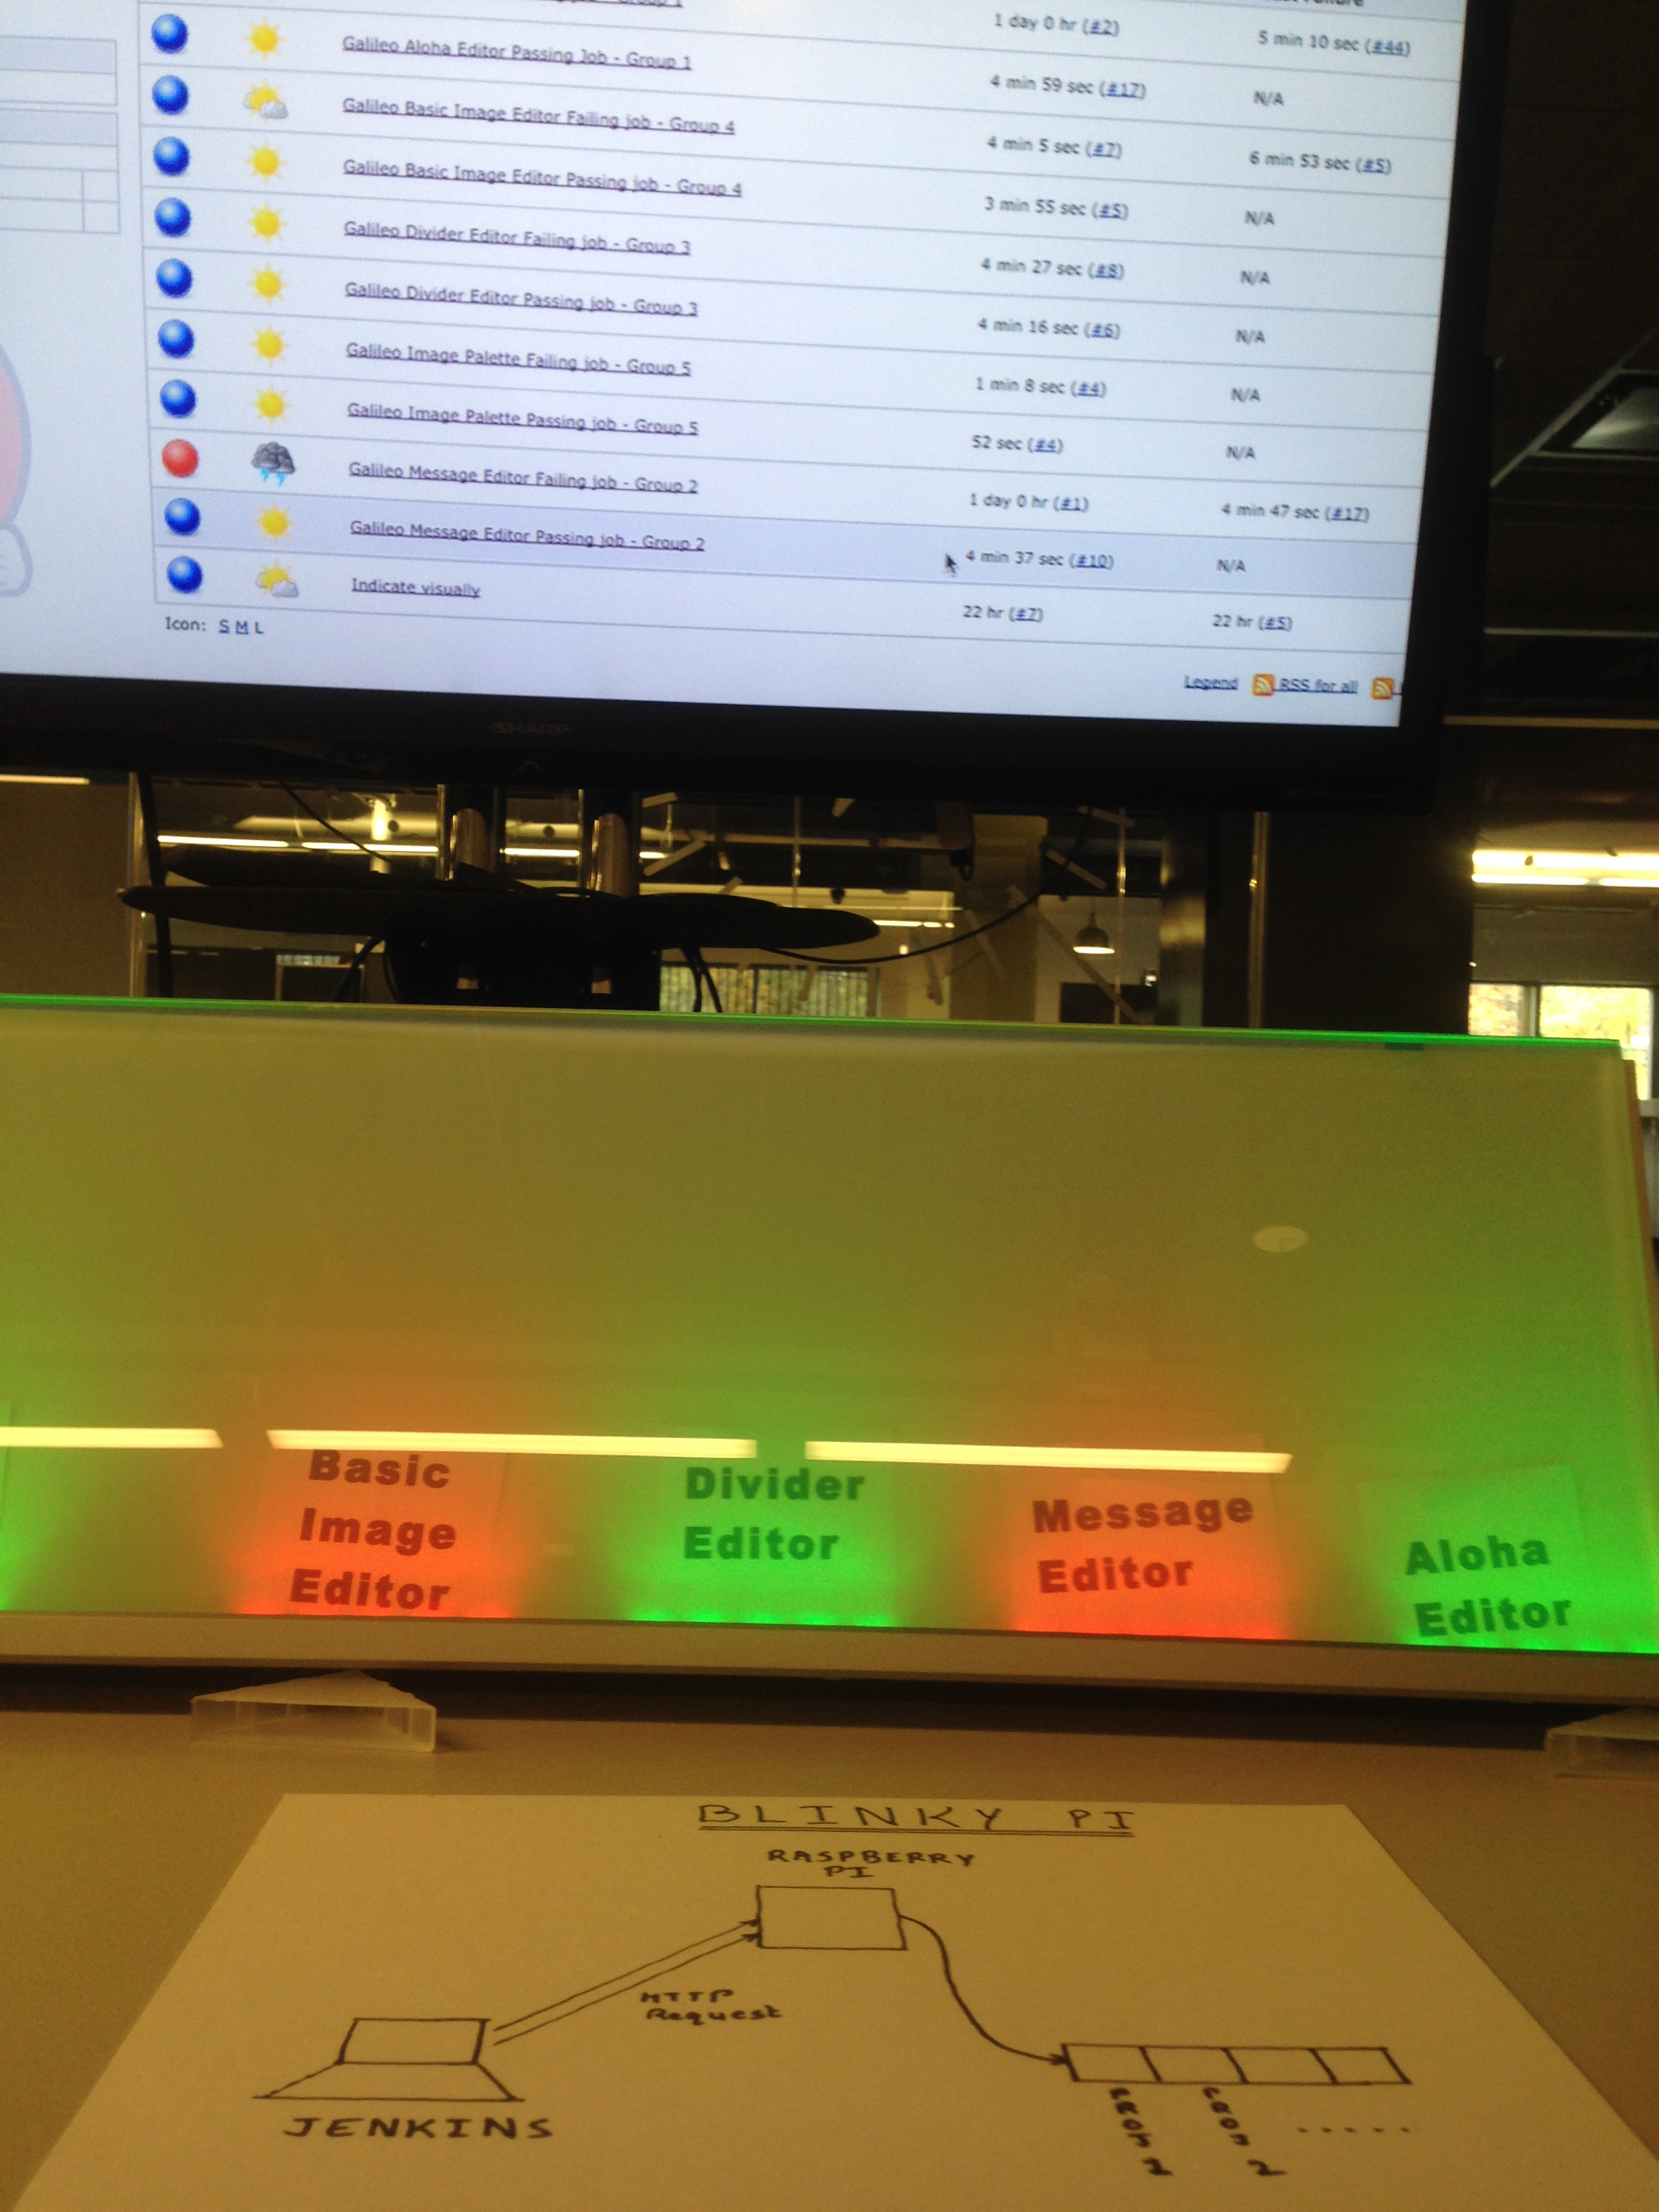 1 day 0 hr (#2) 5 min 10 sec (#44)
Galileo Aloha Editor Passing Job - Group 1 4 min 59 sec (#17) N/A
Galileo Basic Image Editor Failing job - Group 4 4 min 5 sec (#7) 6 min 53 sec (#5)
Galileo Basic Image Editor Passing job - Group 4 3 min 55 sec (#5) N/A
Galileo Divider Editor Failing job - Group 3 4 min 27 sec (#8) N/A
Galileo Divider Editor Passing job - Group 3 4 min 16 sec (#6) N/A
Galileo Image Palette Failing job - Group 5 1 min 8 sec (#4) N/A
Galileo Image Palette Passing job - Group 5 52 sec (#4) N/A
Galileo Message Editor Failing job - Group 2 1 day 0 hr (#1) 4 min 47 sec (#17)
Galileo Message Editor Passing job - Group 2 4 min 37 sec (#10) N/A
Indicate visually 22 hr (#7) 22 hr (#5)
Icon: S M L
Legend RSS for all
SHARP
Basic
Image
Editor
Divider
Editor
Message
Editor
Aloha
Editor
BLINKY PI
RASPBERRY
PI
HTTP
Request
JENKINS
PROJ 1
PROJ 2
.....